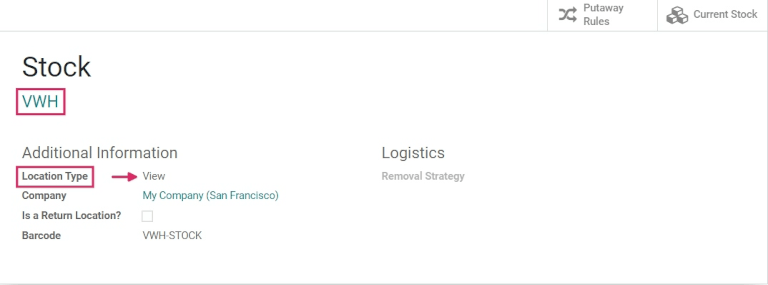 Putaway
Rules
Current Stock
Stock
VWH
Additional Information
Logistics
Location Type
View
Removal Strategy
Company
My Company (San Francisco)
Is a Return Location?
Barcode
VWH-STOCK